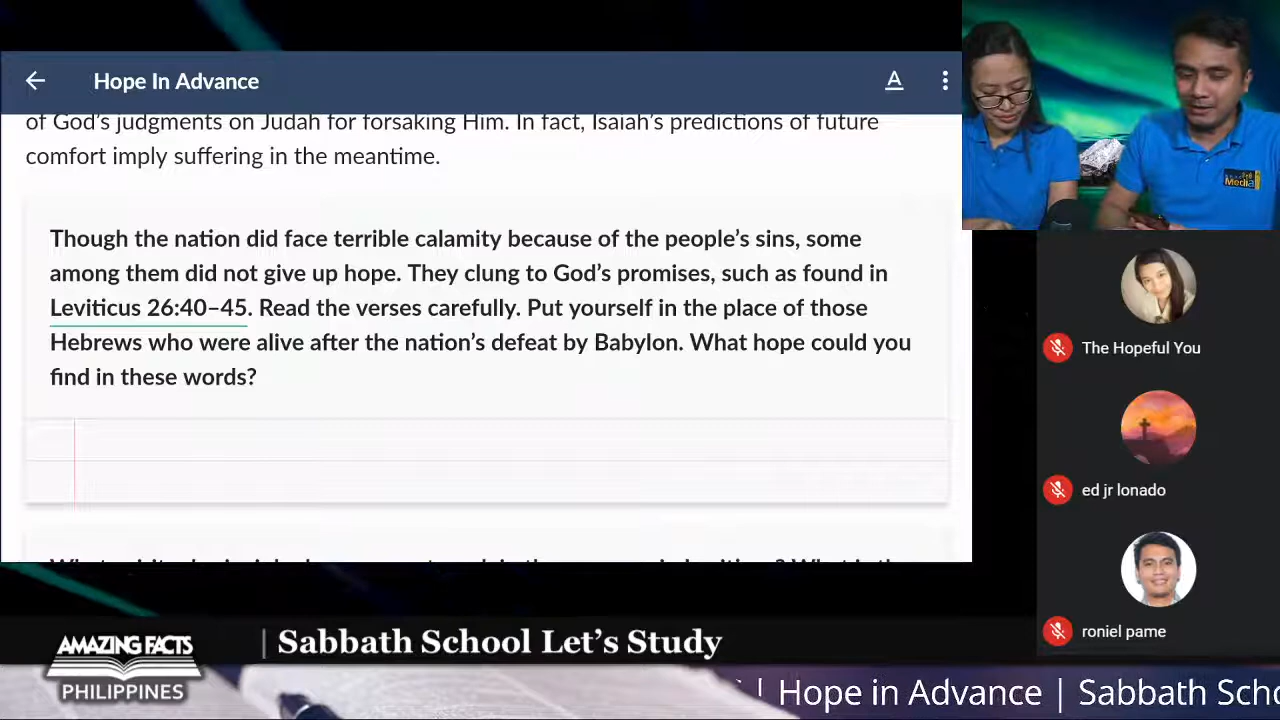 Hope In Advance
A
of God's judgments on Judah for forsaking Him. In fact, Isaiah's predictions of future
comfort imply suffering in the meantime.
Though the nation did face terrible calamity because of the people's sins, some
among them did not give up hope. They clung to God's promises, such as found in
Leviticus 26:40–45. Read the verses carefully. Put yourself in the place of those
Hebrews who were alive after the nation's defeat by Babylon. What hope could you
find in these words?
Media
The Hopeful You
ed jr lonado
roniel pame
AMAZING FACTS
PHILIPPINES
| Sabbath School Let's Study
| Hope in Advance | Sabbath Scho